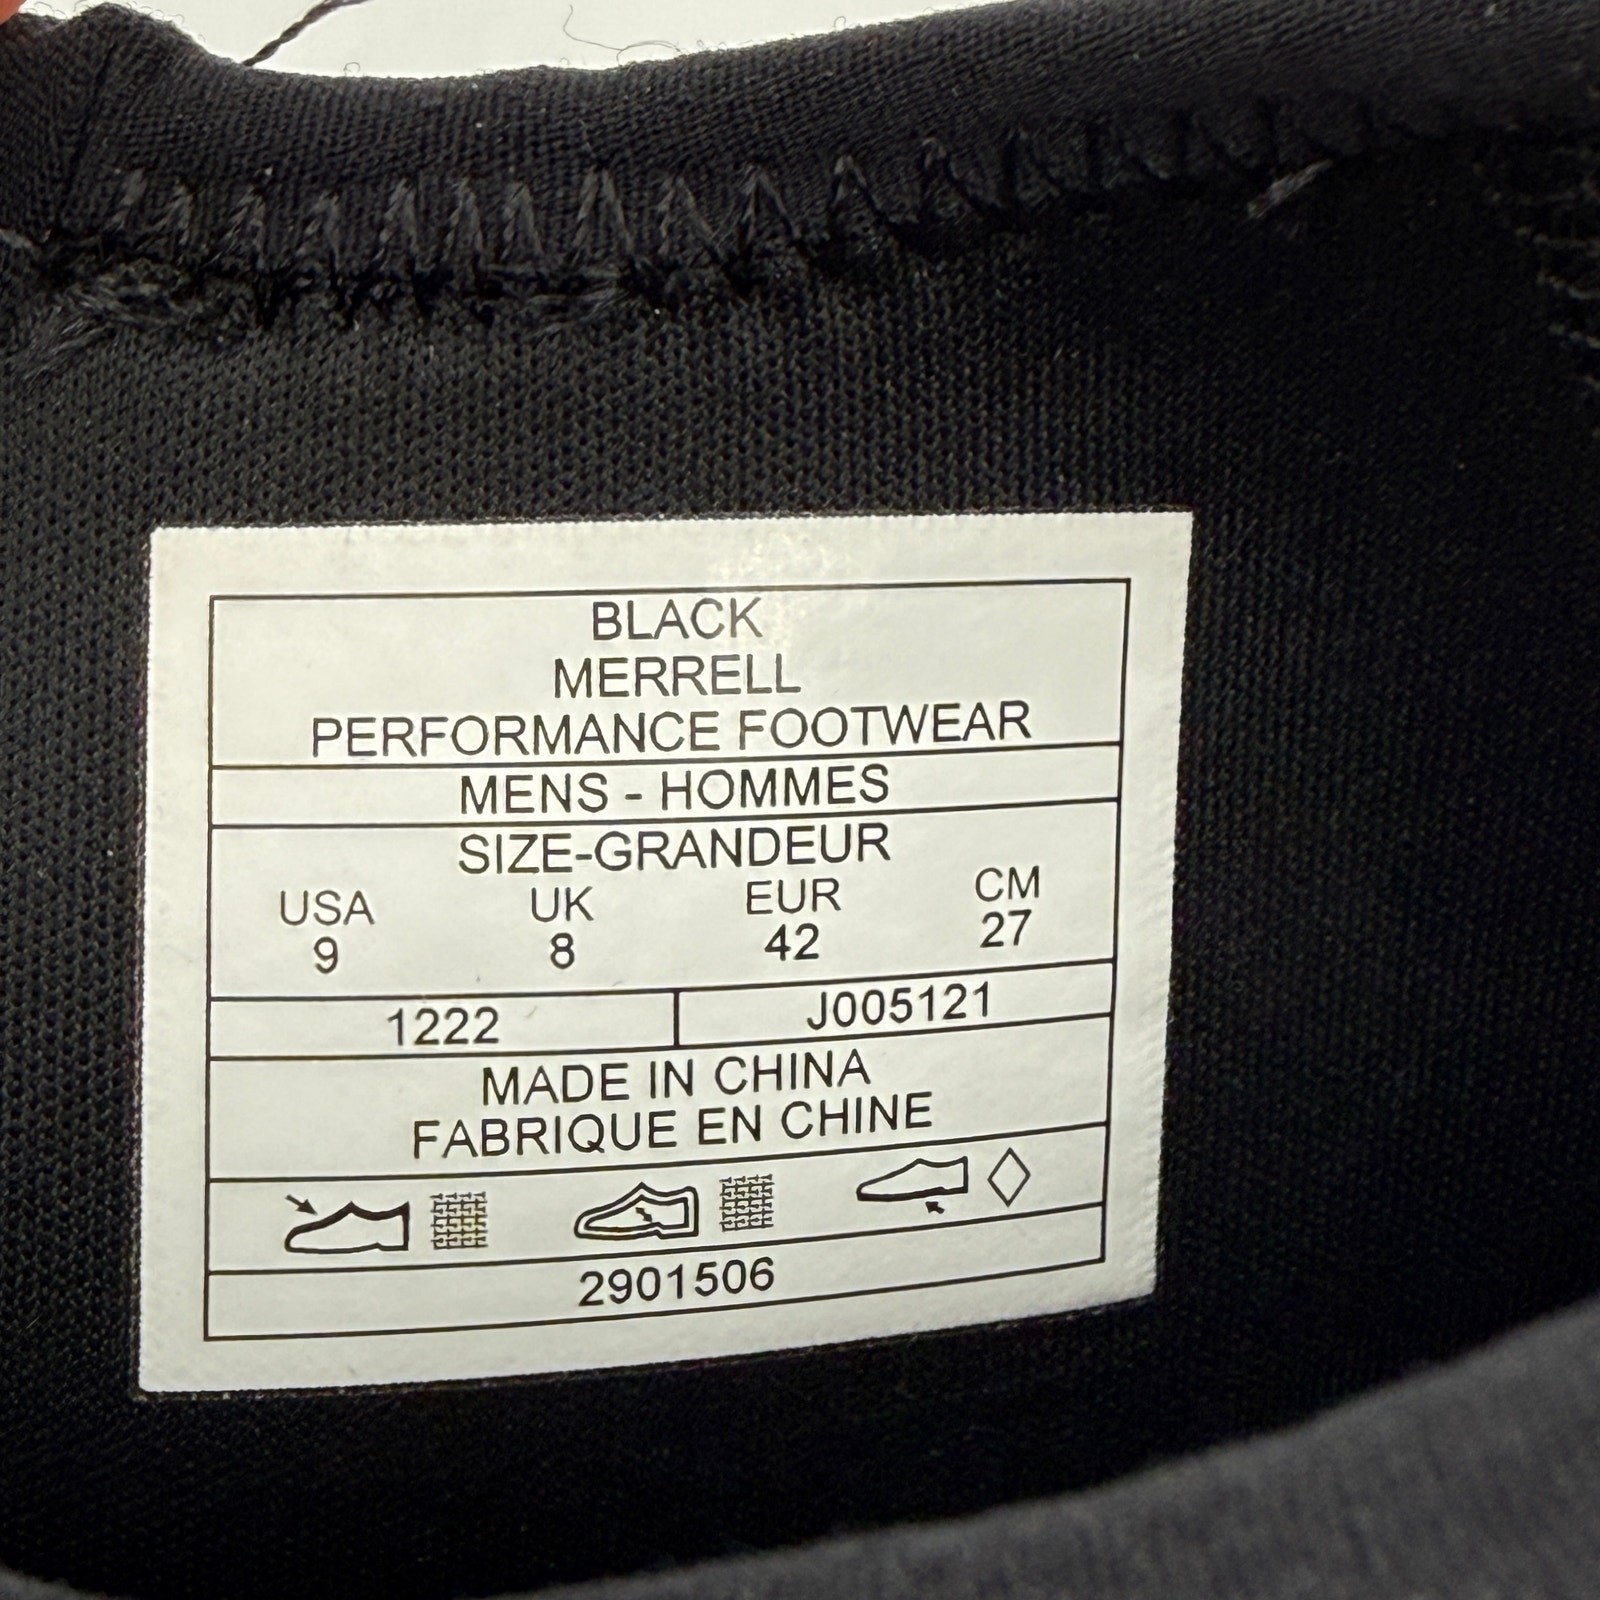 BLACK
MERRELL
PERFORMANCE FOOTWEAR
MENS - HOMMES
SIZE-GRANDEUR
USA UK EUR CM
9 8 42 27
1222 J005121
MADE IN CHINA
FABRIQUE EN CHINE
2901506